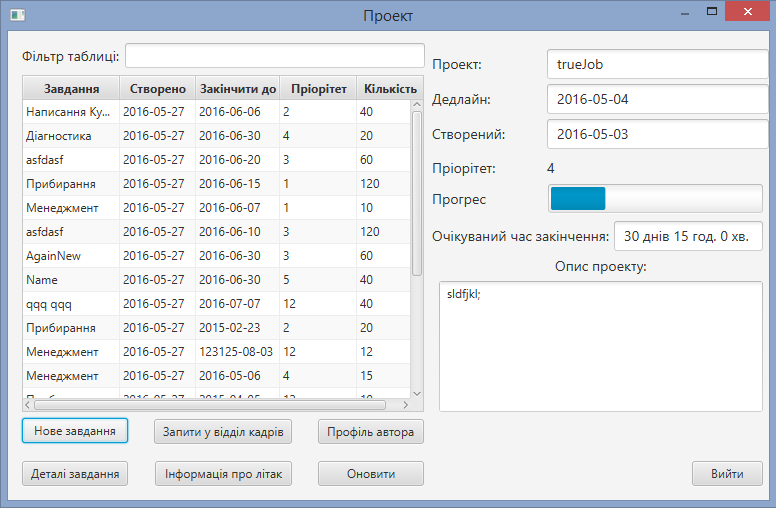 Проект
Фільтр таблиці:
Завдання Створено Закінчити до Пріорітет Кількість
Написання Ку... 2016-05-27 2016-06-06 2 40
Діагностика 2016-05-27 2016-06-30 4 20
asfdasf 2016-05-27 2016-06-20 3 60
Прибирання 2016-05-27 2016-06-15 1 120
Менеджмент 2016-05-27 2016-06-07 1 10
asfdasf 2016-05-27 2016-06-10 3 120
AgainNew 2016-05-27 2016-06-30 3 60
Name 2016-05-27 2016-06-30 5 40
qqq qqq 2016-05-27 2016-07-07 12 40
Прибирання 2016-05-27 2015-02-23 2 20
Менеджмент 2016-05-27 123125-08-03 12 12
Менеджмент 2016-05-27 2016-05-06 4 15
2016-05-27 2015-04-05 12 10
Нове завдання Запити у відділ кадрів Профіль автора
Деталі завдання Інформація про літак Оновити
Проект: trueJob
Дедлайн: 2016-05-04
Створений: 2016-05-03
Пріорітет: 4
Прогрес
Очікуваний час закінчення: 30 днів 15 год. 0 хв.
Опис проекту:
sldfjkl;
Вийти